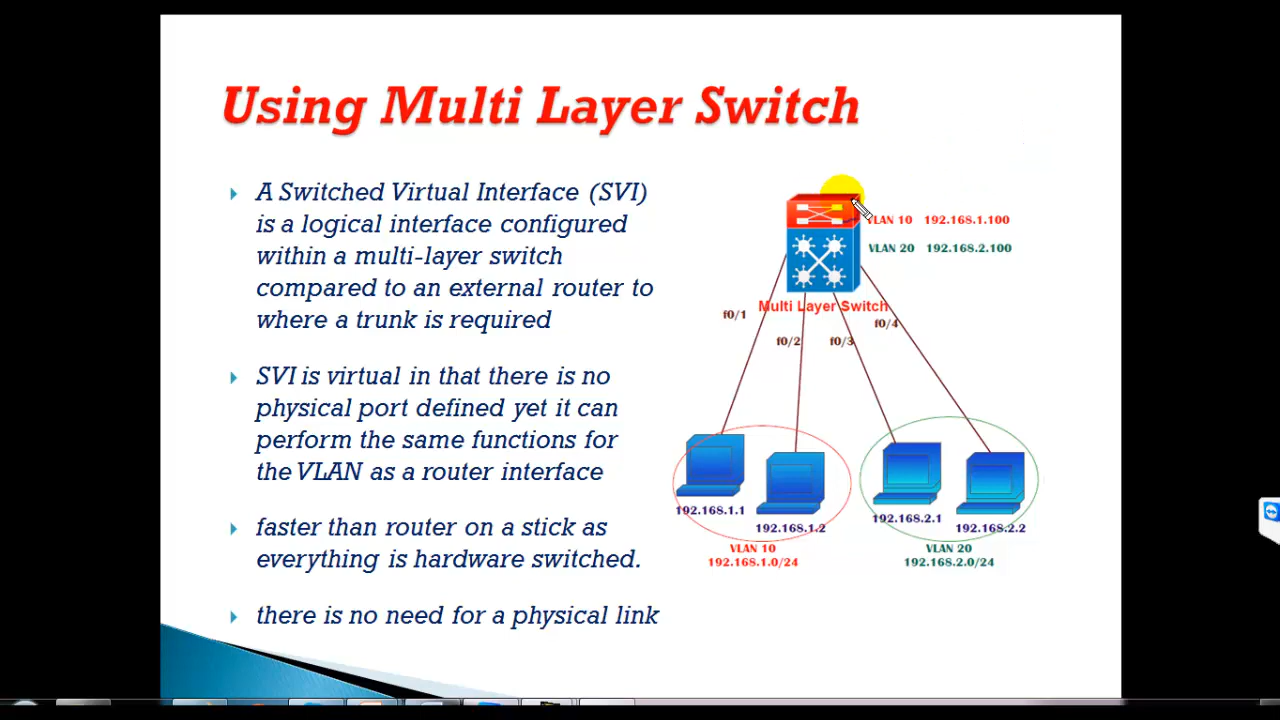 Using Multi Layer Switch
A Switched Virtual Interface (SVI)
is a logical interface configured
within a multi-layer switch
compared to an external router to
where a trunk is required
SVI is virtual in that there is no
physical port defined yet it can
perform the same functions for
the VLAN as a router interface
faster than router on a stick as
everything is hardware switched.
there is no need for a physical link
VLAN 10 192.168.1.100
VLAN 20 192.168.2.100
Multi Layer Switch
f0/1
f0/2
f0/3
f0/4
192.168.1.1
192.168.1.2
192.168.2.1
192.168.2.2
VLAN 10
192.168.1.0/24
VLAN 20
192.168.2.0/24